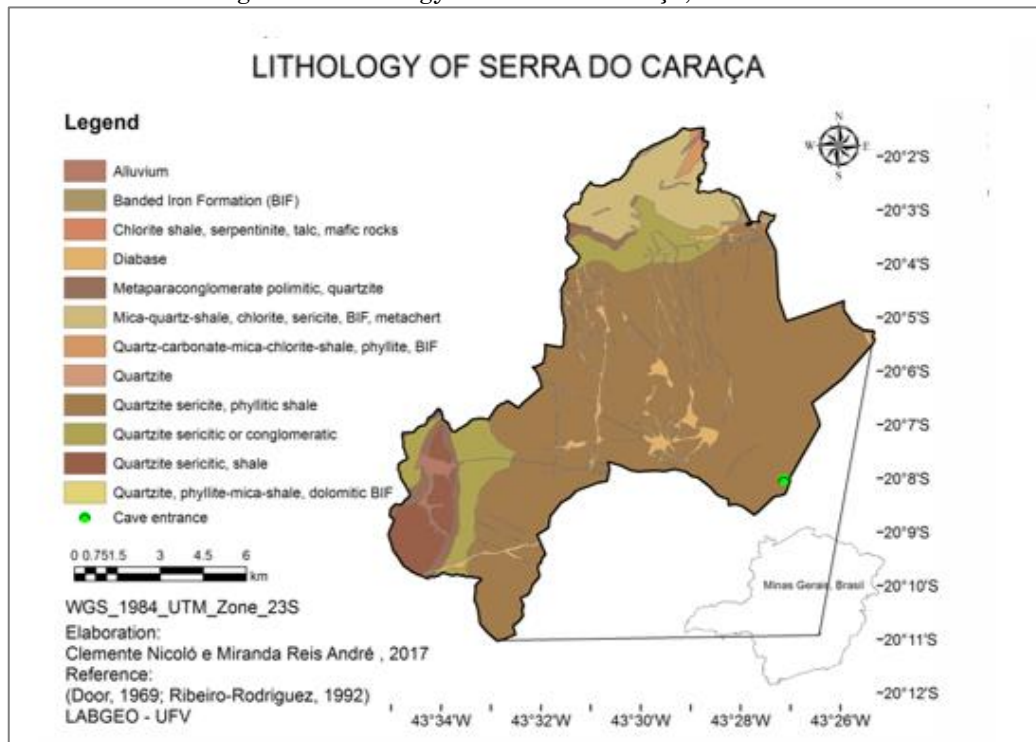 LITHOLOGY OF SERRA DO CARAÇA
Legend
Alluvium
Banded Iron Formation (BIF)
Chlorite shale, serpentinite, talc, mafic rocks
Diabase
Metaparaconglomerate polimitic, quartzite
Mica-quartz-shale, chlorite, sericite, BIF, metachert
Quartz-carbonate-mica-chlorite-shale, phyllite, BIF
Quartzite
Quartzite sericite, phyllitic shale
Quartzite sericitic or conglomeratic
Quartzite sericitic, shale
Quartzite, phyllite-mica-shale, dolomitic BIF
Cave entrance
0 0.751.5 3 4.5 6
km
WGS_1984_UTM_Zone_23S
Elaboration:
Clemente Nicoló e Miranda Reis André , 2017
Reference:
(Door, 1969; Ribeiro-Rodriguez, 1992)
LABGEO - UFV
N
W E
S
20°2'S
20°3'S
20°4'S
20°5'S
20°6'S
20°7'S
20°8'S
20°9'S
20°10'S
20°11'S
20°12'S
Minas Gerais, Brasil
43°34'W 43°32'W 43°30'W 43°28'W 43°26'W